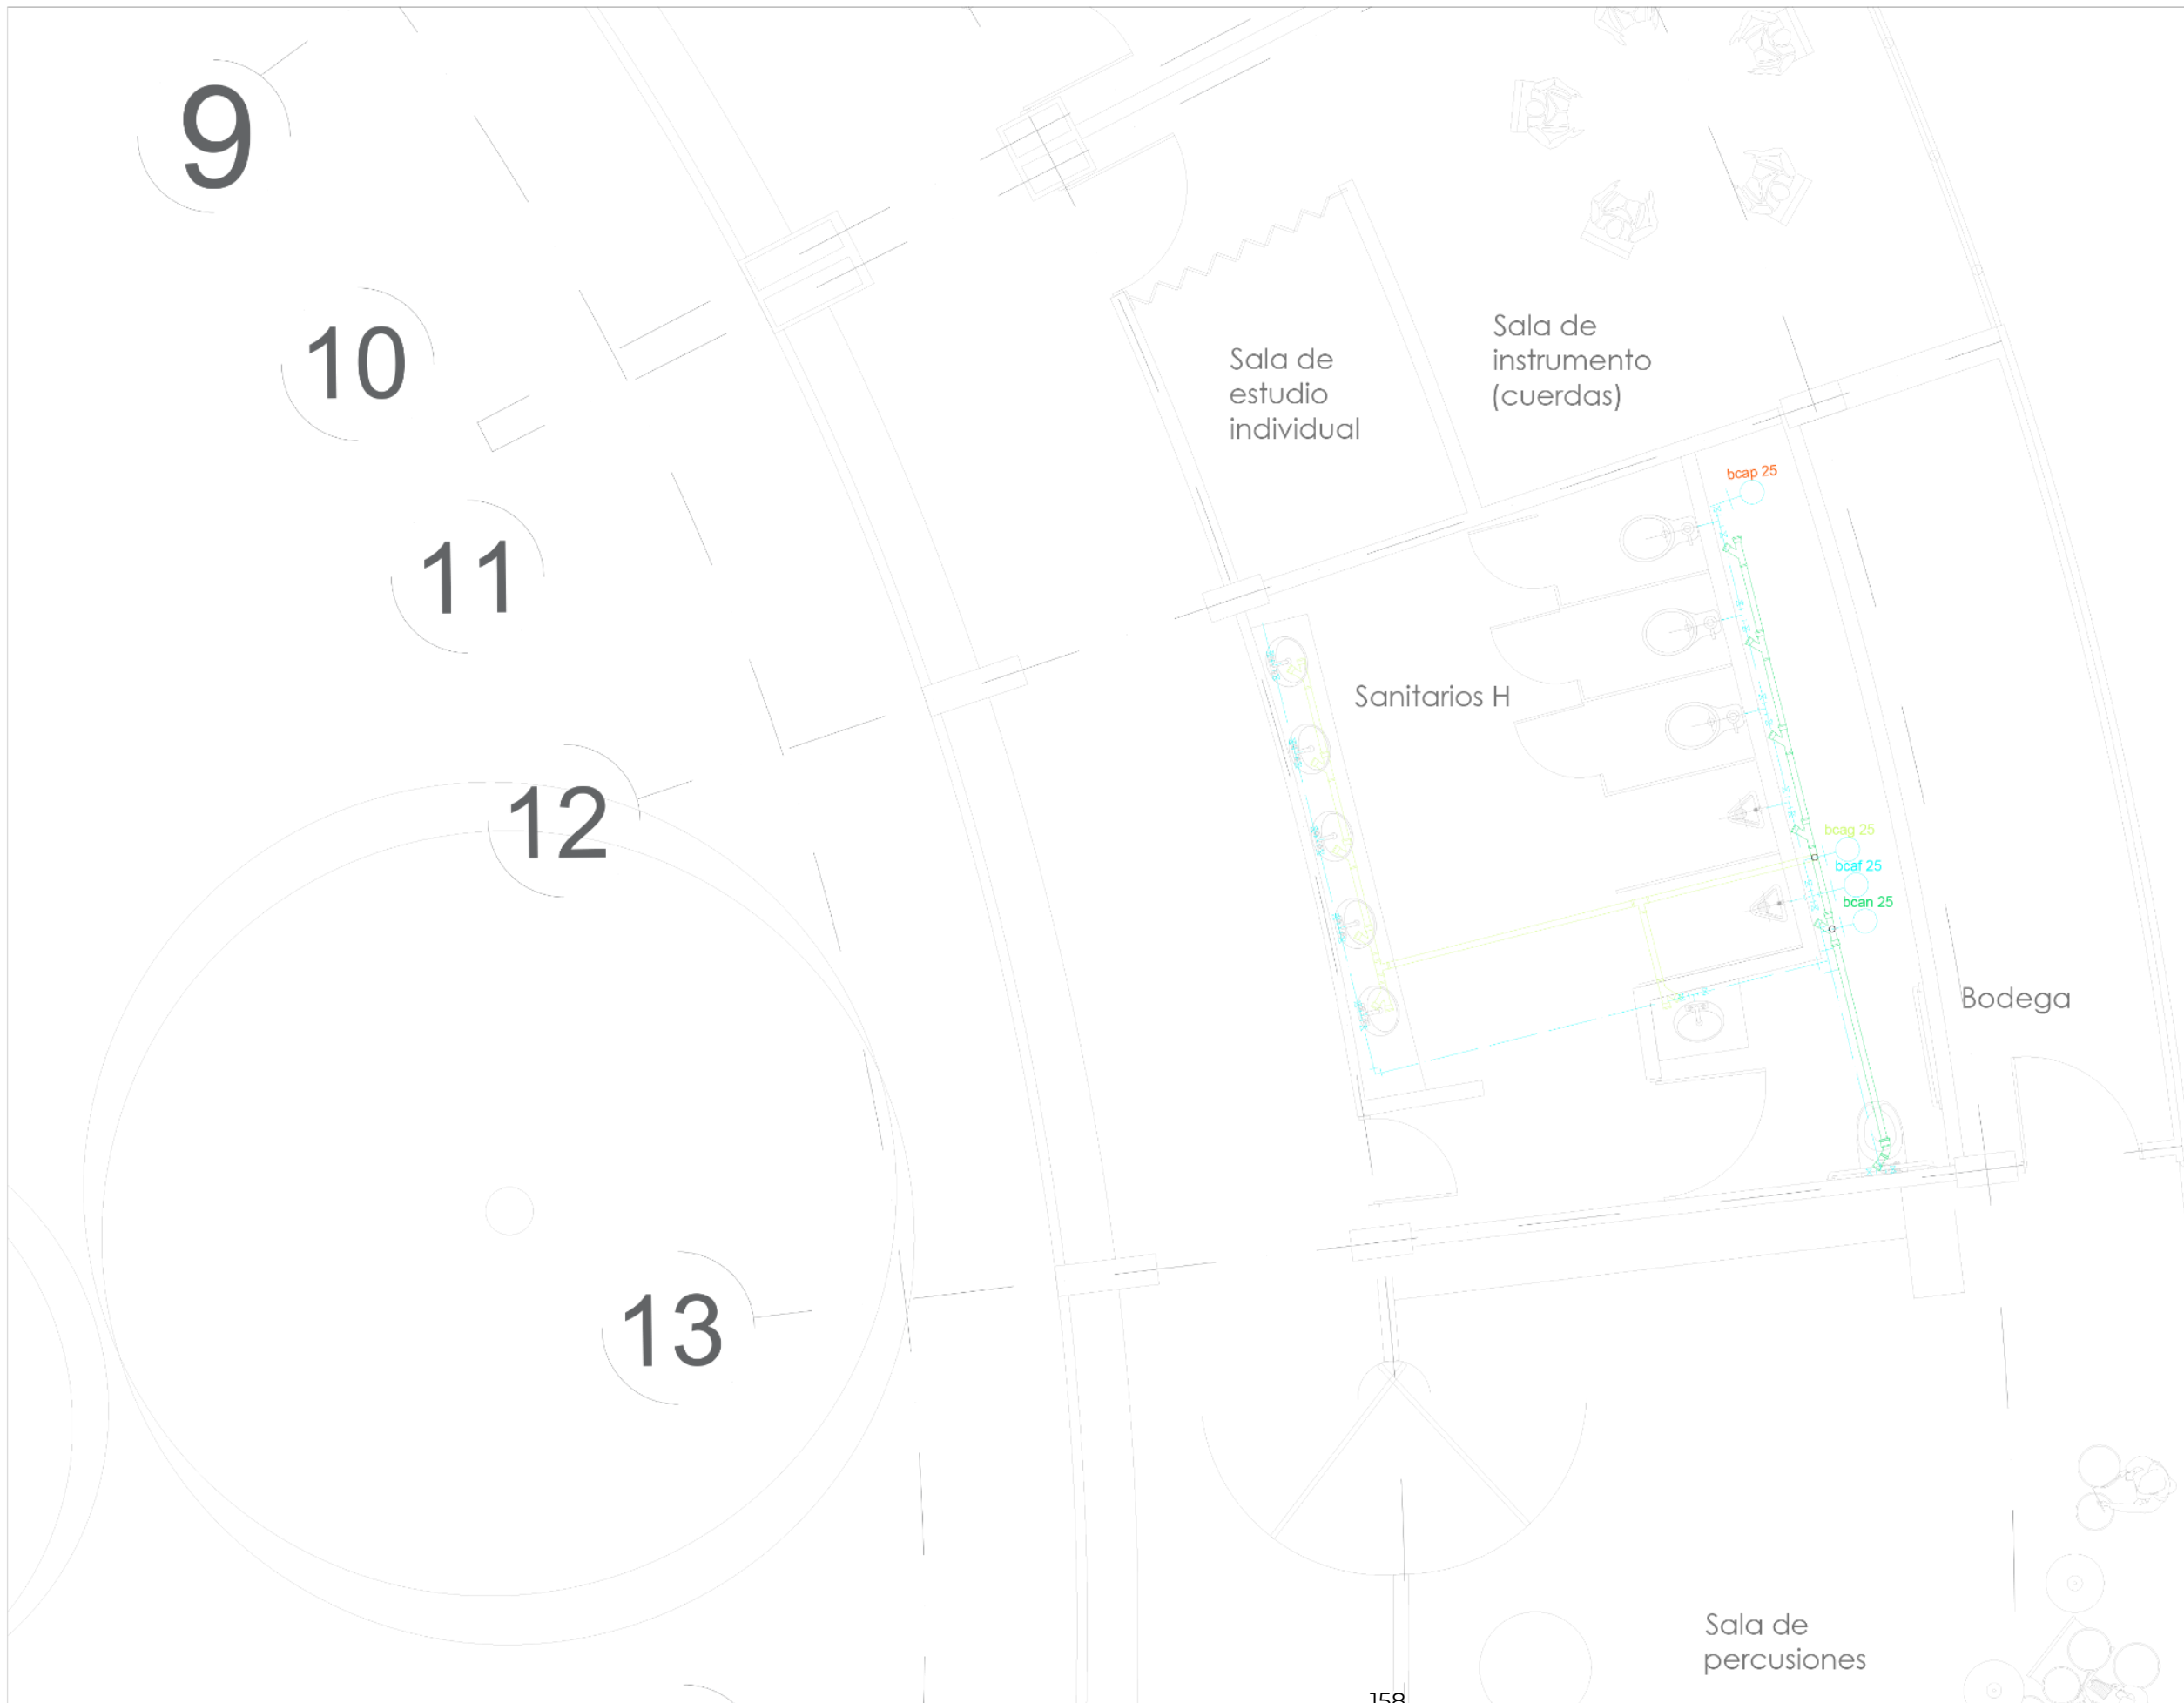 9
10
11
12
13
Sala de
estudio
individual
Sala de
instrumento
(cuerdas)
bcap 25
Sanitarios H
bcag 25
bcaf 25
bcan 25
Bodega
Sala de
percusiones
158